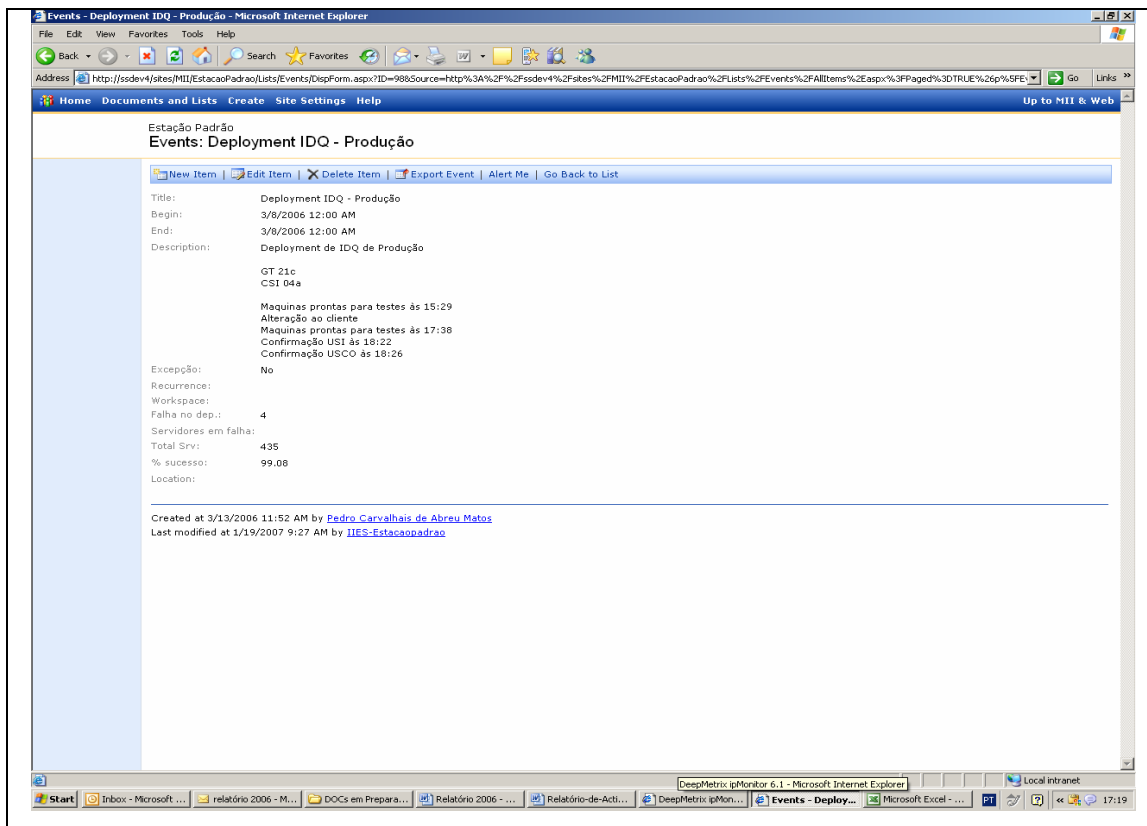 Events - Deployment IDQ - Produção - Microsoft Internet Explorer
File Edit View Favorites Tools Help
Back Search Favorites
Address http://ssdev4/sites/MII/EstacaoPadrao/Lists/Events/DispForm.aspx?ID=98&Source=http%3A%2F%2Fssdev4%2Fsites%2FMII%2FEstacaoPadrao%2FLists%2FEvents%2FAllItems%2Easpx%3FPaged%3DTRUE%26p%5FEv Go Links »
Home Documents and Lists Create Site Settings Help Up to MII & Web
Estação Padrão
Events: Deployment IDQ - Produção
New Item | Edit Item | Delete Item | Export Event | Alert Me | Go Back to List
Title: Deployment IDQ - Produção
Begin: 3/8/2006 12:00 AM
End: 3/8/2006 12:00 AM
Description: Deployment de IDQ de Produção
GT 21c
CSI 04a
Maquinas prontas para testes ás 15:29
Alteração ao cliente
Maquinas prontas para testes ás 17:38
Confirmação USI ás 18:22
Confirmação USCO ás 18:26
Excepção: No
Recurrence:
Workspace:
Falha no dep.: 4
Servidores em falha:
Total Srv: 435
% sucesso: 99.08
Location:
Created at 3/13/2006 11:52 AM by Pedro Carvalhais de Abreu Matos
Last modified at 1/19/2007 9:27 AM by IIES-Estacaopadrao
DeepMetrix ipMonitor 6.1 - Microsoft Internet Explorer
Local intranet
Start Inbox - Microsoft ... relatório 2006 - M... DOCs em Prepara... Relatório 2006 - ... Relatório-de-Acti... DeepMetrix ipMon... Events - Deploy... Microsoft Excel - ... PT « 17:19